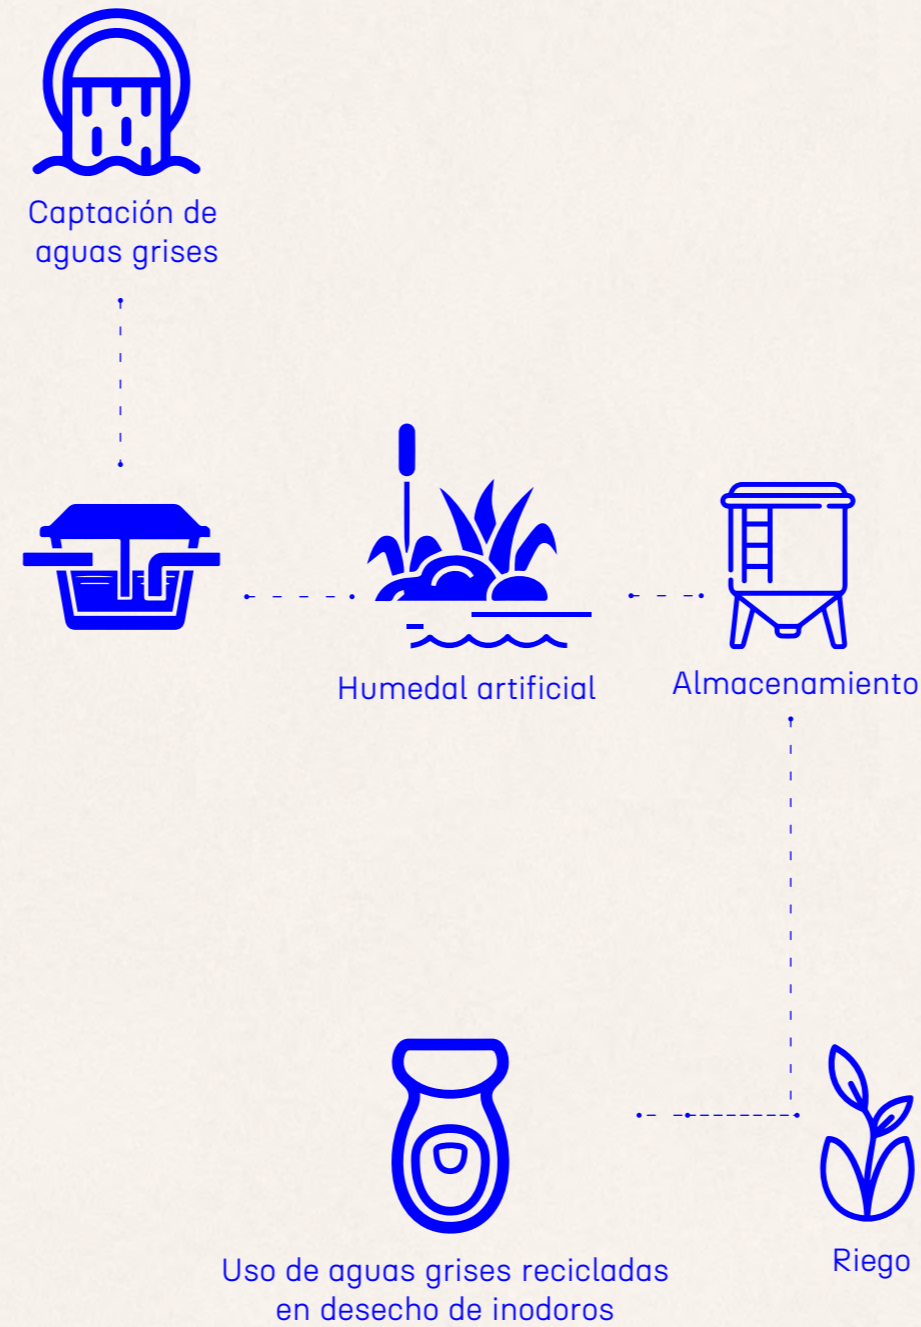 Captación de
aguas grises
Humedal artificial
Almacenamiento
Uso de aguas grises recicladas
en desecho de inodoros
Riego